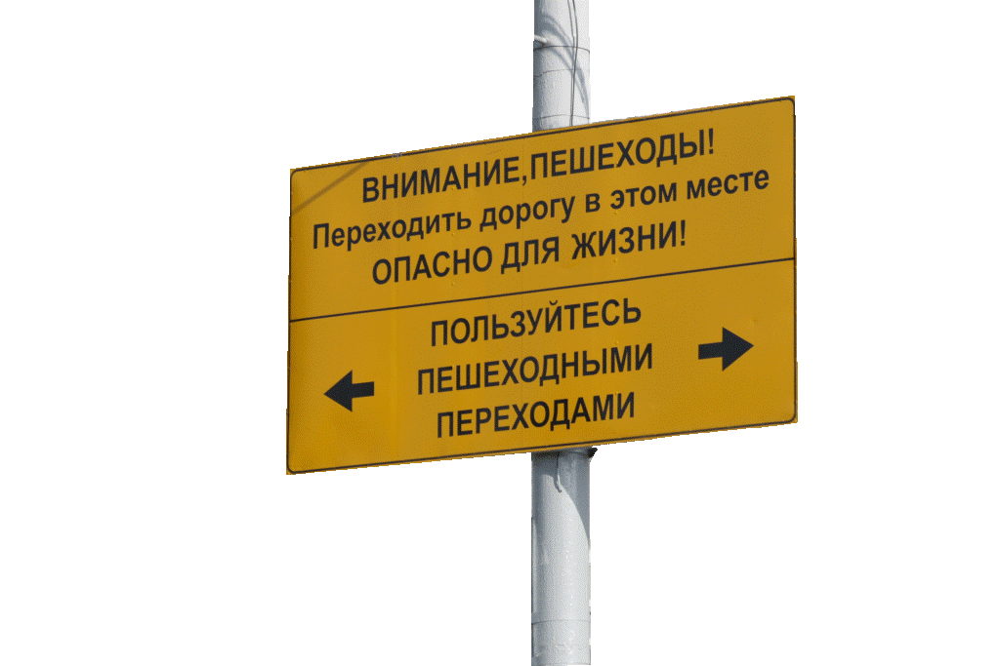 ВНИМАНИЕ,ПЕШЕХОДЫ!
Переходить дорогу в этом месте
ОПАСНО ДЛЯ ЖИЗНИ!
ПОЛЬЗУЙТЕСЬ
ПЕШЕХОДНЫМИ
ПЕРЕХОДАМИ